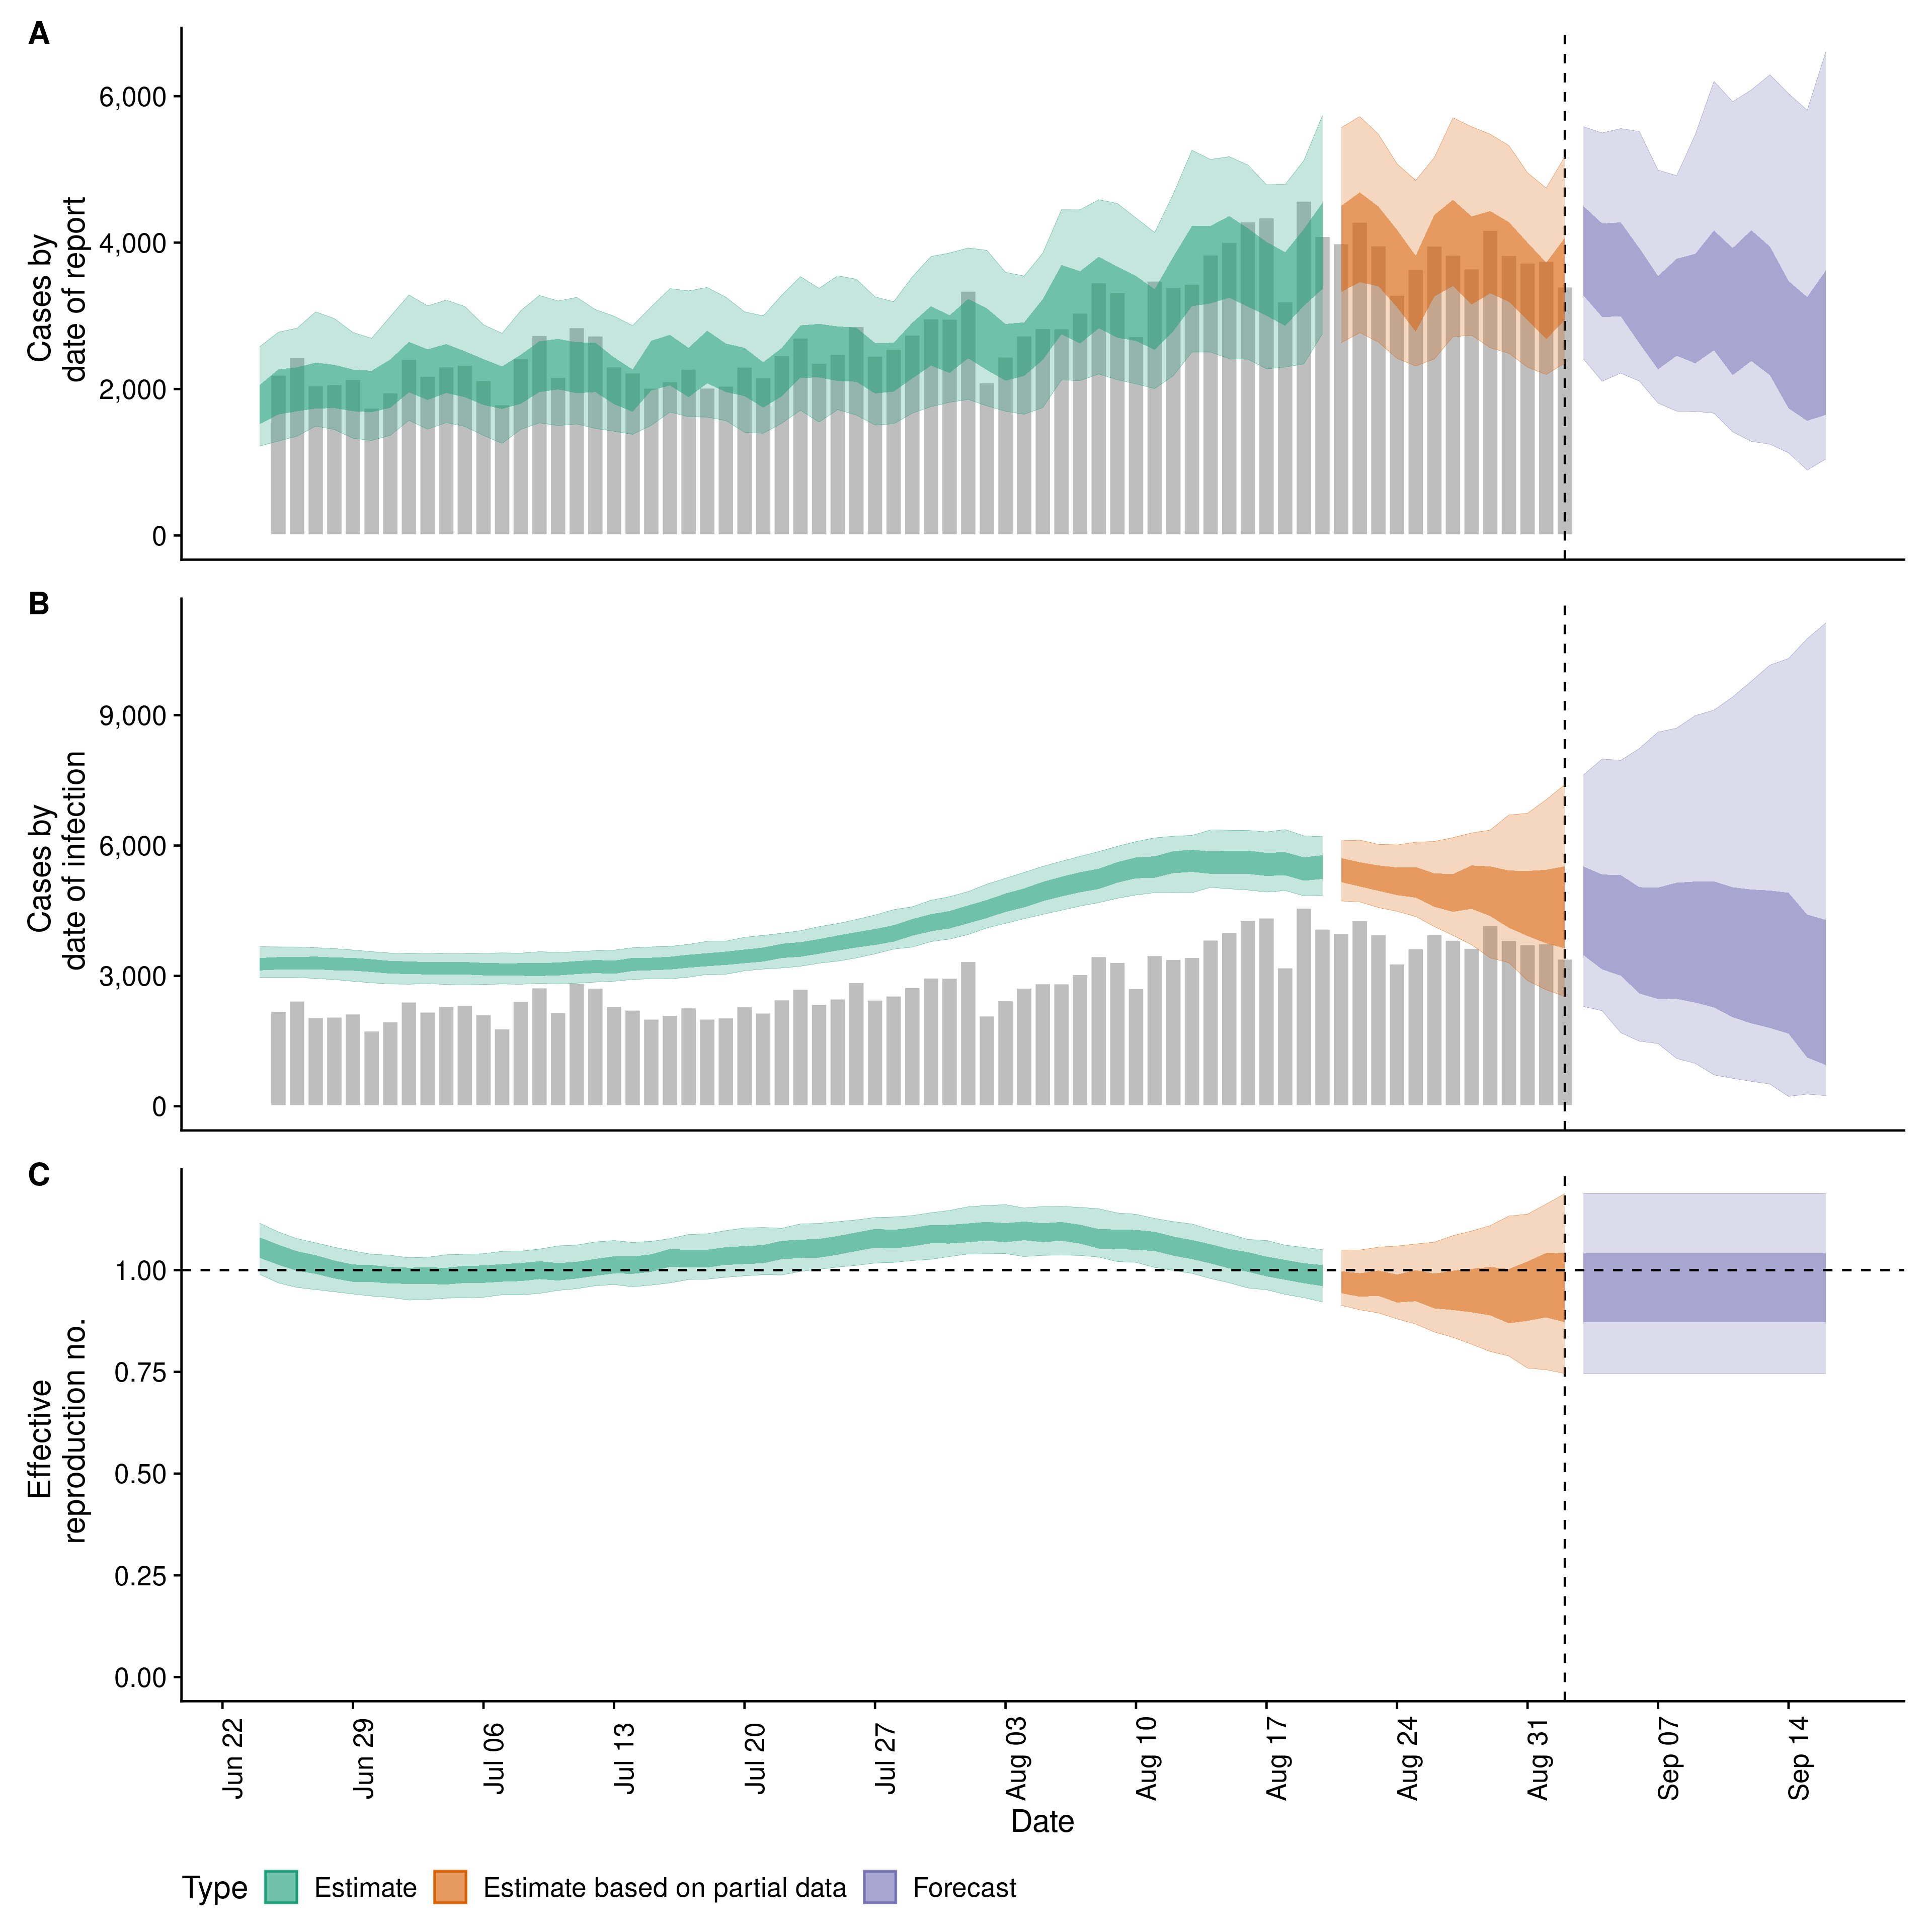 A
Cases by
date of report
6,000
4,000
2,000
0
B
Cases by
date of infection
9,000
6,000
3,000
0
C
Effective
reproduction no.
1.00
0.75
0.50
0.25
0.00
Jun 22
Jun 29
Jul 06
Jul 13
Jul 20
Jul 27
Aug 03
Aug 10
Aug 17
Aug 24
Aug 31
Sep 07
Sep 14
Date
Type Estimate Estimate based on partial data Forecast